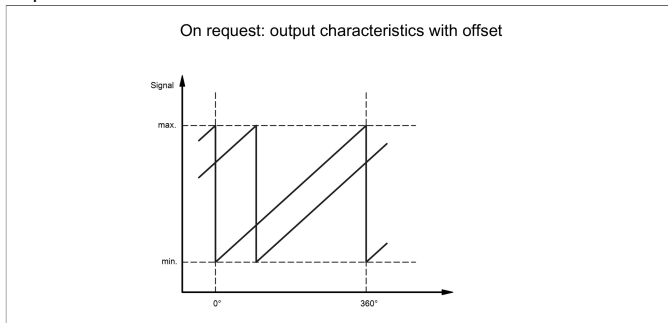 On request: output characteristics with offset
Signal
max.
min.
0°
360°